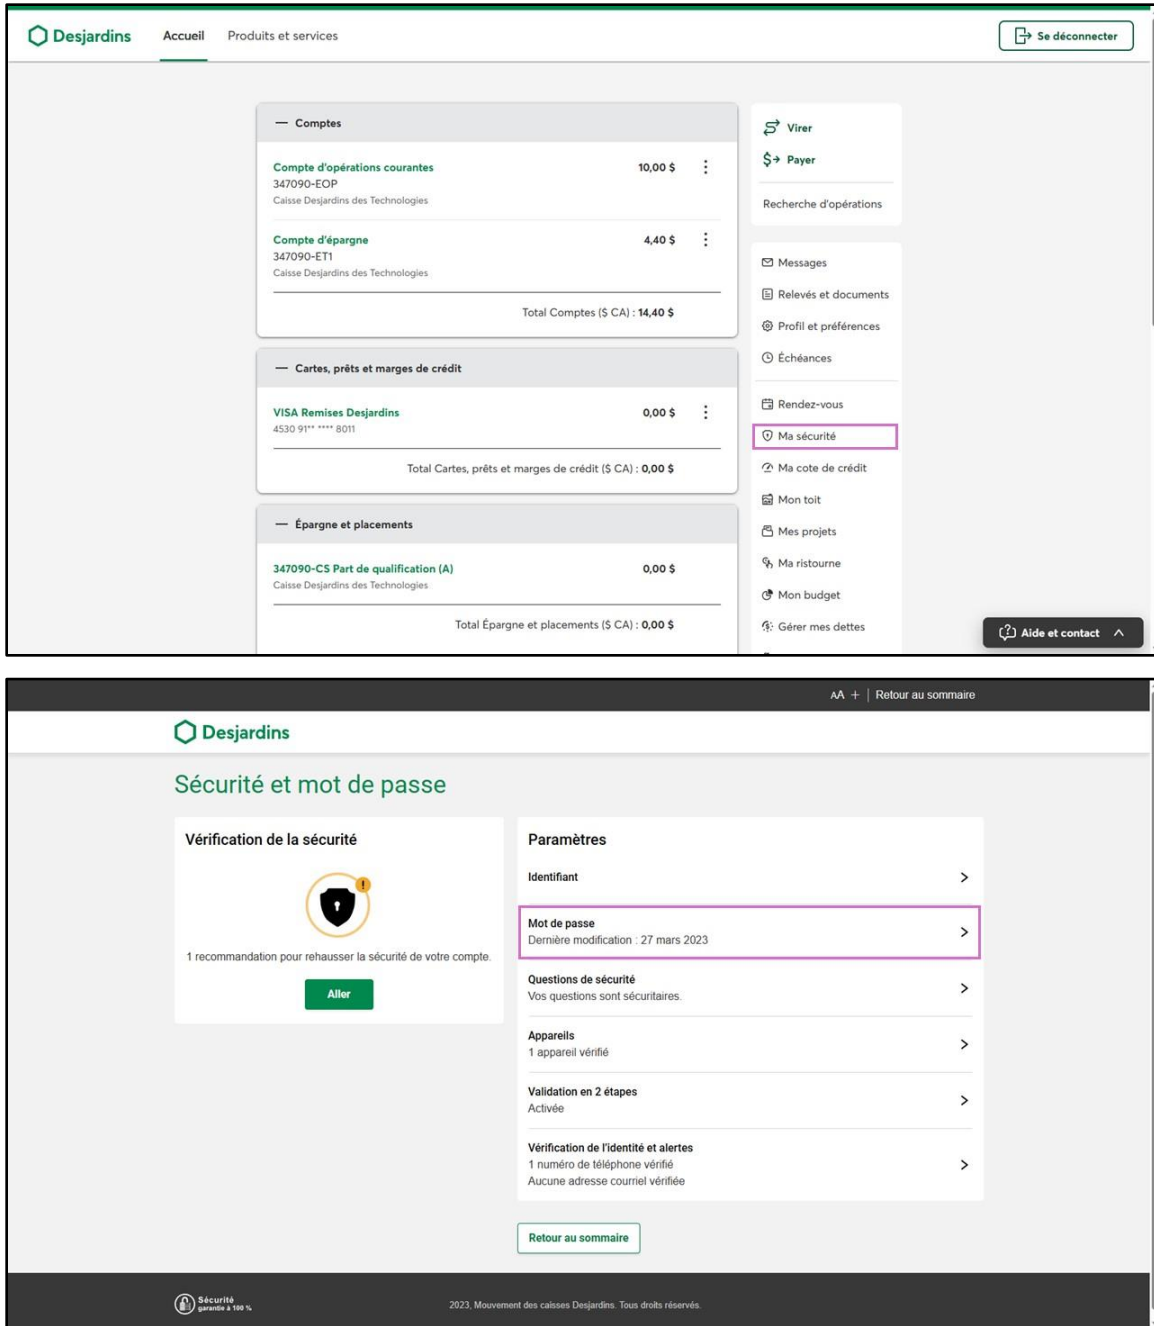 Desjardins
Accueil
Produits et services
Se déconnecter
— Comptes
Compte d'opérations courantes
10,00 $
347090-EOP
Caisse Desjardins des Technologies
Compte d'épargne
4,40 $
347090-ET1
Caisse Desjardins des Technologies
Total Comptes ($ CA) : 14,40 $
— Cartes, prêts et marges de crédit
VISA Remises Desjardins
0,00 $
4530 91** **** 8011
Total Cartes, prêts et marges de crédit ($ CA) : 0,00 $
— Épargne et placements
347090-CS Part de qualification (A)
0,00 $
Caisse Desjardins des Technologies
Total Épargne et placements ($ CA) : 0,00 $
Virer
Payer
Recherche d'opérations
Messages
Relevés et documents
Profil et préférences
Échéances
Rendez-vous
Ma sécurité
Ma cote de crédit
Mon toit
Mes projets
Ma ristourne
Mon budget
Gérer mes dettes
Aide et contact
AA + | Retour au sommaire
Desjardins
Sécurité et mot de passe
Vérification de la sécurité
1 recommandation pour rehausser la sécurité de votre compte.
Aller
Paramètres
Identifiant
Mot de passe
Dernière modification : 27 mars 2023
Questions de sécurité
Vos questions sont sécuritaires.
Appareils
1 appareil vérifié
Validation en 2 étapes
Activée
Vérification de l'identité et alertes
1 numéro de téléphone vérifié
Aucune adresse courriel vérifiée
Retour au sommaire
Sécurité
garantie à 100 %
2023, Mouvement des caisses Desjardins. Tous droits réservés.